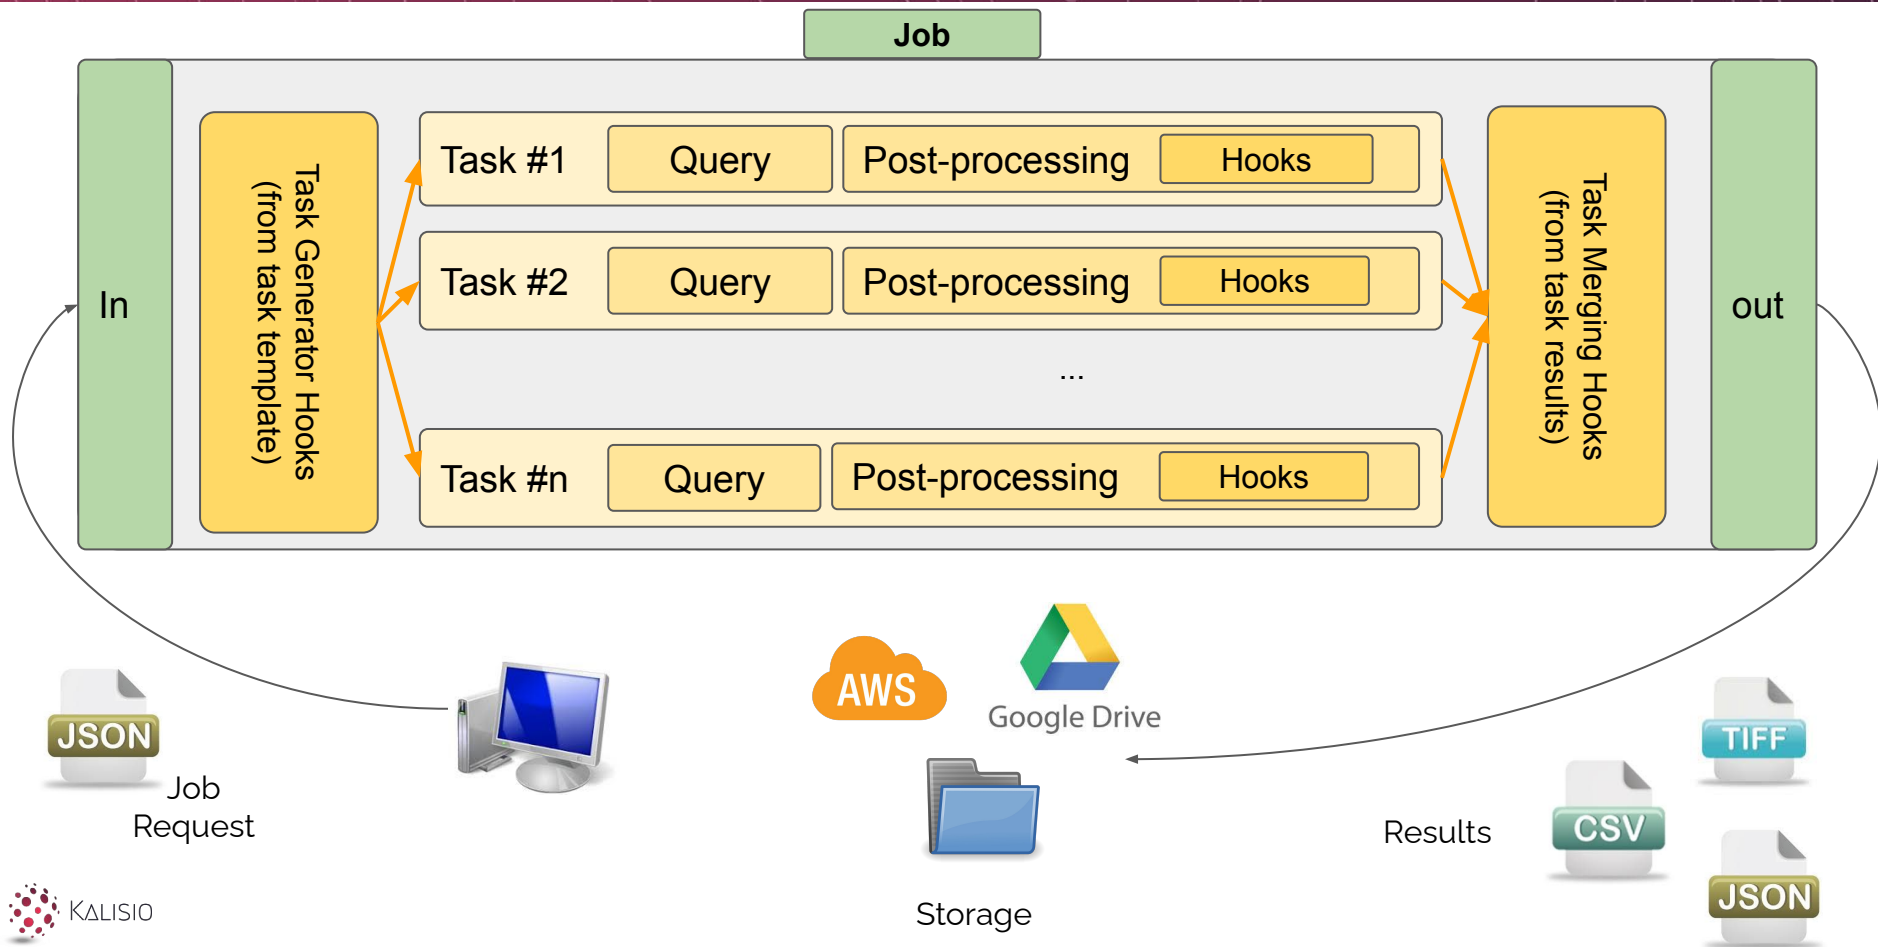 Job
In
Task Generator Hooks
(from task template)
Task #1
Query
Post-processing
Hooks
Task #2
Query
Post-processing
Hooks
...
Task #n
Query
Post-processing
Hooks
Task Merging Hooks
(from task results)
out
JSON
Job
Request
AWS
Google Drive
Storage
Results
TIFF
CSV
JSON
KALISIO